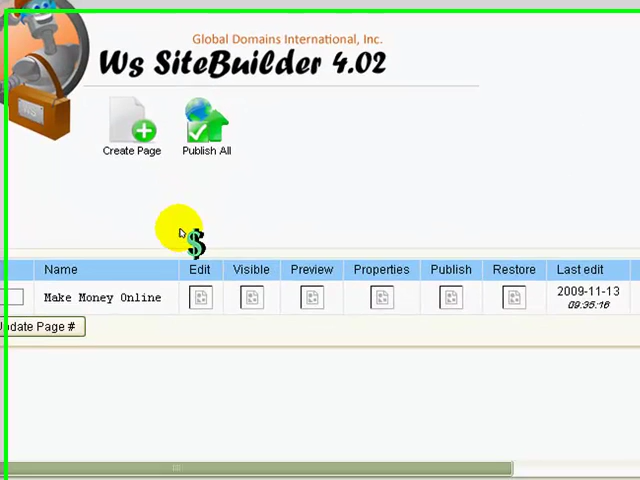 Global Domains International, Inc.
Ws SiteBuilder 4.02
Create Page
Publish All
$
Name Edit Visible Preview Properties Publish Restore Last edit
Make Money Online 2009-11-13
09:35:16
Update Page #